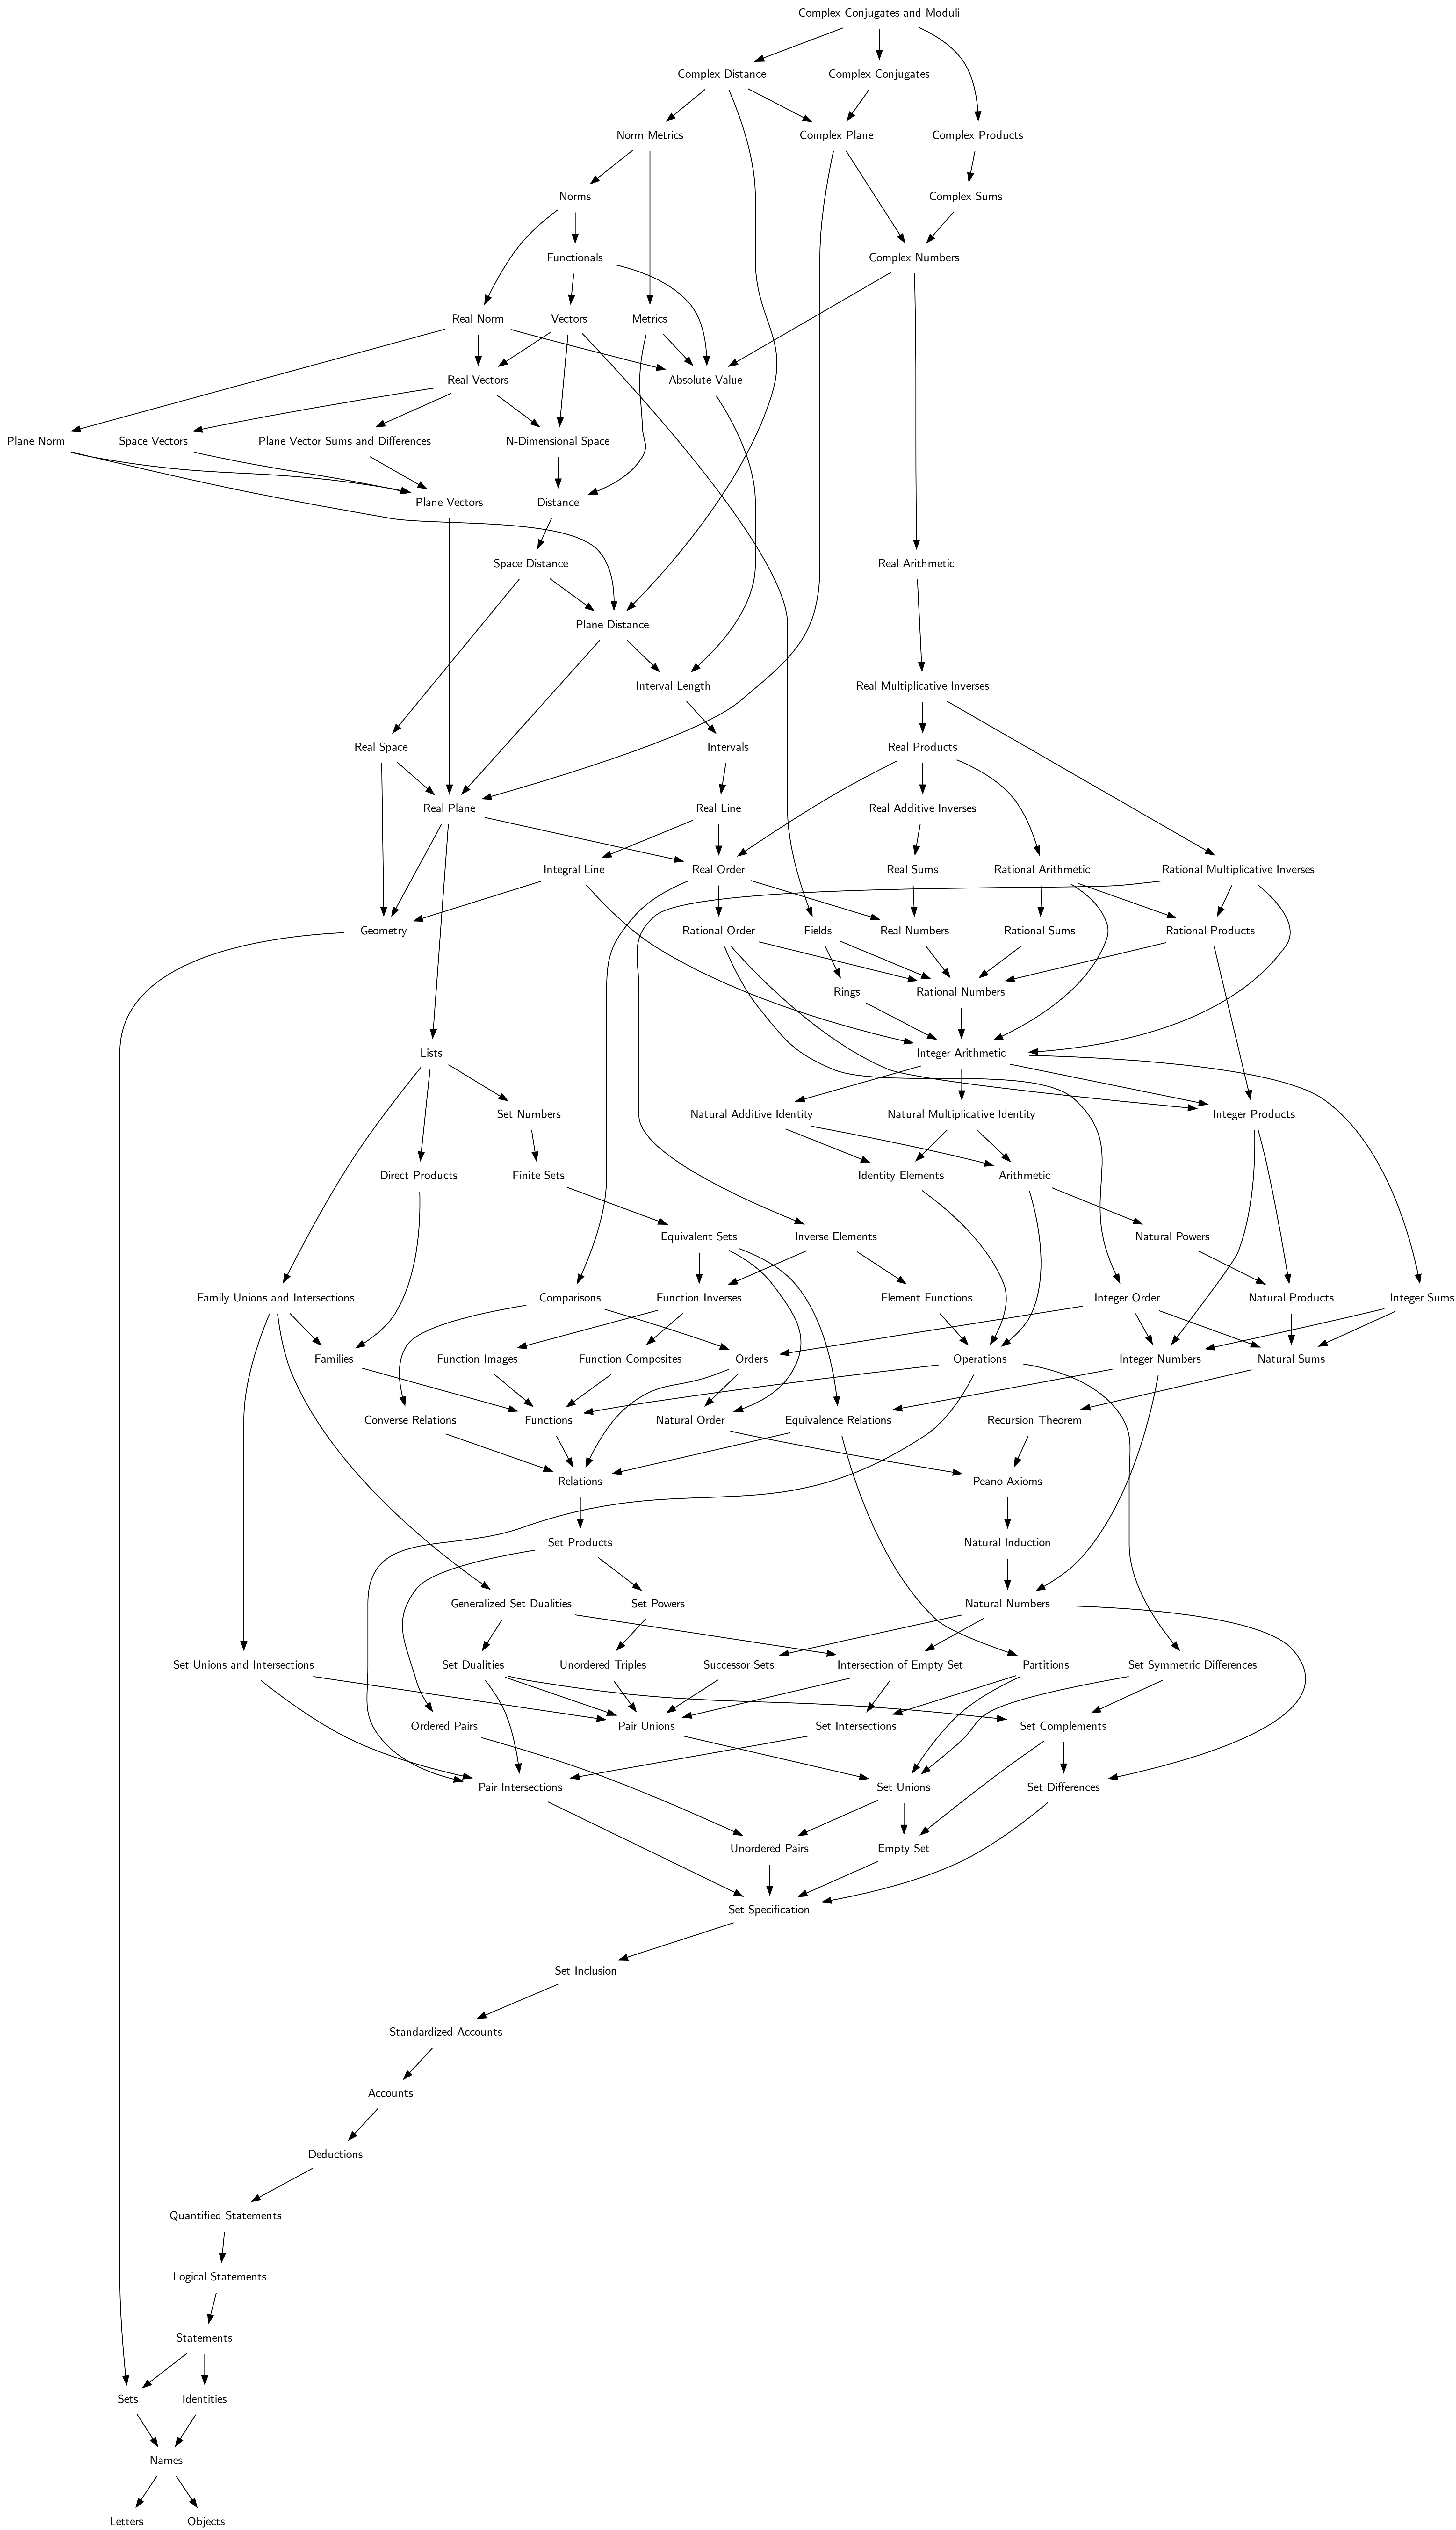 Complex Conjugates and Moduli
Complex Distance
Complex Conjugates
Norm Metrics
Complex Plane
Complex Products
Norms
Complex Sums
Functionals
Complex Numbers
Real Norm
Vectors
Metrics
Real Vectors
Absolute Value
Plane Norm
Space Vectors
Plane Vector Sums and Differences
N-Dimensional Space
Plane Vectors
Distance
Space Distance
Real Arithmetic
Plane Distance
Interval Length
Real Multiplicative Inverses
Real Space
Intervals
Real Products
Real Plane
Real Line
Real Additive Inverses
Integral Line
Real Order
Real Sums
Rational Arithmetic
Rational Multiplicative Inverses
Geometry
Rational Order
Fields
Real Numbers
Rational Sums
Rational Products
Rings
Rational Numbers
Lists
Integer Arithmetic
Set Numbers
Natural Additive Identity
Natural Multiplicative Identity
Integer Products
Direct Products
Finite Sets
Identity Elements
Arithmetic
Equivalent Sets
Inverse Elements
Natural Powers
Family Unions and Intersections
Comparisons
Function Inverses
Element Functions
Integer Order
Natural Products
Integer Sums
Families
Function Images
Function Composites
Orders
Operations
Integer Numbers
Natural Sums
Converse Relations
Functions
Natural Order
Equivalence Relations
Recursion Theorem
Relations
Peano Axioms
Set Products
Natural Induction
Generalized Set Dualities
Set Powers
Natural Numbers
Set Unions and Intersections
Set Dualities
Unordered Triples
Successor Sets
Intersection of Empty Set
Partitions
Set Symmetric Differences
Ordered Pairs
Pair Unions
Set Intersections
Set Complements
Pair Intersections
Set Unions
Set Differences
Unordered Pairs
Empty Set
Set Specification
Set Inclusion
Standardized Accounts
Accounts
Deductions
Quantified Statements
Logical Statements
Statements
Sets
Identities
Names
Letters
Objects